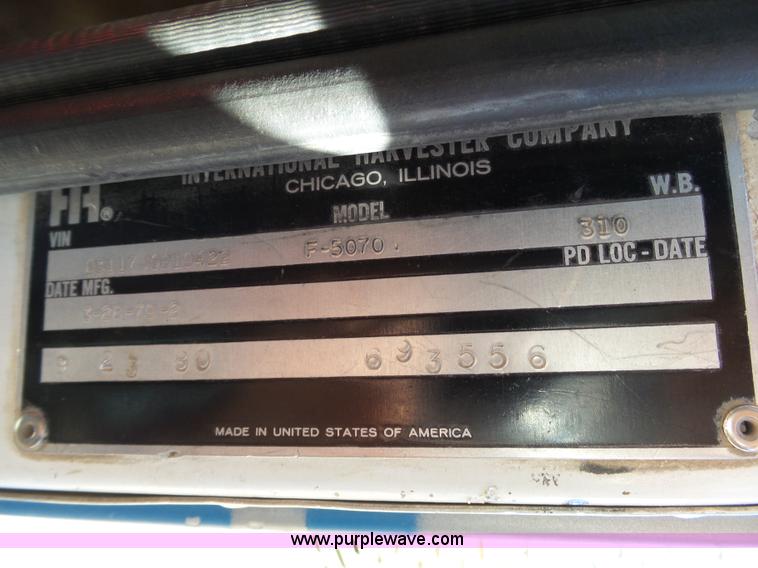 INTERNATIONAL HARVESTER COMPANY
CHICAGO, ILLINOIS
IH®
VIN MODEL W.B.
F-5070 310
DATE MFG. PD LOC - DATE
30 693556
MADE IN UNITED STATES OF AMERICA
www.purplewave.com